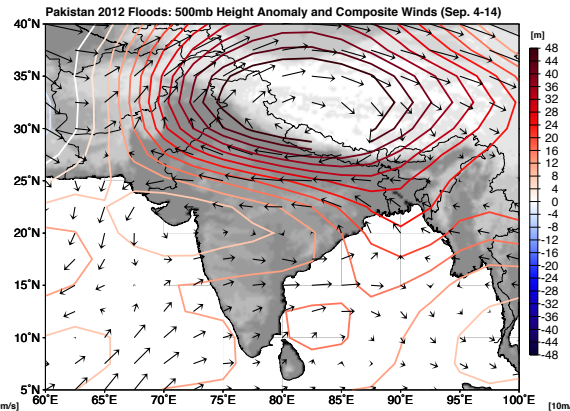 Pakistan 2012 Floods: 500mb Height Anomaly and Composite Winds (Sep. 4-14)
[m]
40°N
35°N
30°N
25°N
20°N
15°N
10°N
5°N
60°E 65°E 70°E 75°E 80°E 85°E 90°E 95°E 100°E
48
44
40
36
32
28
24
20
16
12
8
4
0
-4
-8
-12
-16
-20
-24
-28
-32
-36
-40
-44
-48
m/s] [10m